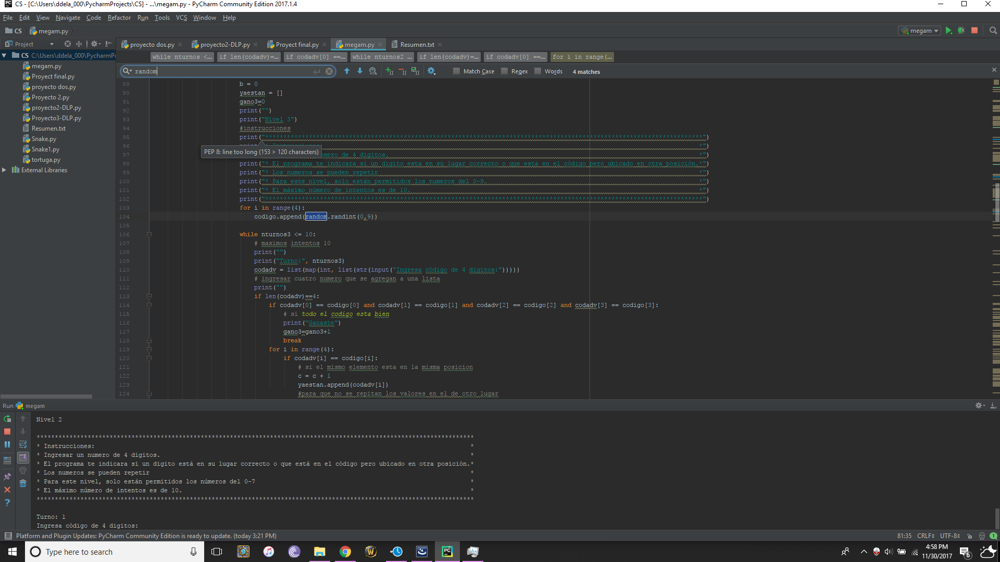 CS - [C:\Users\ddela_000\PycharmProjects\CS] - ...\megam.py - PyCharm Community Edition 2017.1.4
File Edit View Navigate Code Refactor Run Tools VCS Window Help
CS megam.py megam
Project
proyecto dos.py proyecto2-DLP.py Proyect final.py megam.py Resumen.txt
CS C:\Users\ddela_000\PycharmPr
megam.py
Proyect final.py
proyecto dos.py
Proyecto 2.py
proyecto2-DLP.py
Proyecto3-DLP.py
Resumen.txt
Snake.py
Snake1.py
tortuga.py
External Libraries
while nturnos <... if len(codadv)=... if codadv[0] ==... while nturnos2 ... if len(codadv)=... if codadv[0] ==... for i in range(...
random Match Case Regex Words 4 matches
89 b = 0
90 yaestan = []
91 gano3=0
92 print("")
93 print("Nivel 3")
94 #instrucciones
95 print("************************************************************************************************************************")
96 *")
PEP 8: line too long (153 > 120 characters)
97 umero de 4 digitos. *")
98 print("* El programa te indicara si un digito esta en su lugar correcto o que esta en el código pero ubicado en otra posición.*")
99 print("* Los numeros se pueden repetir *")
100 print("* Para este nivel, solo están permitidos los numeros del 0-9. *")
101 print("* El máximo número de intentos es de 10. *")
102 print("************************************************************************************************************************")
103 for i in range(4):
104 codigo.append(random.randint(0,9))
105
106 while nturnos3 <= 10:
107 # maximos intentos 10
108 print("")
109 print("Turno:", nturnos3)
110 codadv = list(map(int, list(str(input("Ingresa código de 4 digitos:")))))
111 # ingresar cuatro numero que se agregan a una lista
112 print("")
113 if len(codadv)==4:
114 if codadv[0] == codigo[0] and codadv[1] == codigo[1] and codadv[2] == codigo[2] and codadv[3] == codigo[3]:
115 # si todo el codigo esta bien
116 print("Ganaste")
117 gano3=gano3+1
118 break
119 for i in range(4):
120 if codadv[i] == codigo[i]:
121 # si el mismo elemento esta en la misma posicion
122 c = c + 1
123 yaestan.append(codadv[i])
124 #para que no se repitan los valores en el de otro lugar
Run megam
Nivel 2
************************************************************************************************************************
* Instrucciones: *
* Ingresar un numero de 4 digitos. *
* El programa te indicara si un digito está en su lugar correcto o que está en el código pero ubicado en otra posición.*
* Los numeros se pueden repetir *
* Para este nivel, solo están permitidos los números del 0-7 *
* El máximo número de intentos es de 10. *
************************************************************************************************************************
Turno: 1
Ingresa código de 4 digitos:
Platform and Plugin Updates: PyCharm Community Edition is ready to update. (today 3:21 PM) 81:35 CRLF UTF-8 1
Type here to search
4:58 PM
11/30/2017
6